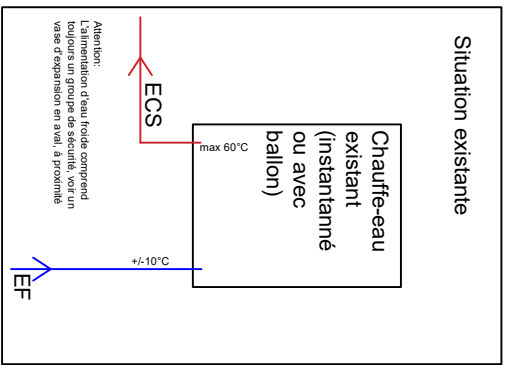 Situation existante
Chauffe-eau
existant
(instantanné
ou avec
ballon)
max 60°C
+/-10°C
ECS
EF
Attention:
L'alimentation d'eau froide comprend
toujours un groupe de sécurité, voir un
vase d'expansion en aval, à proximité